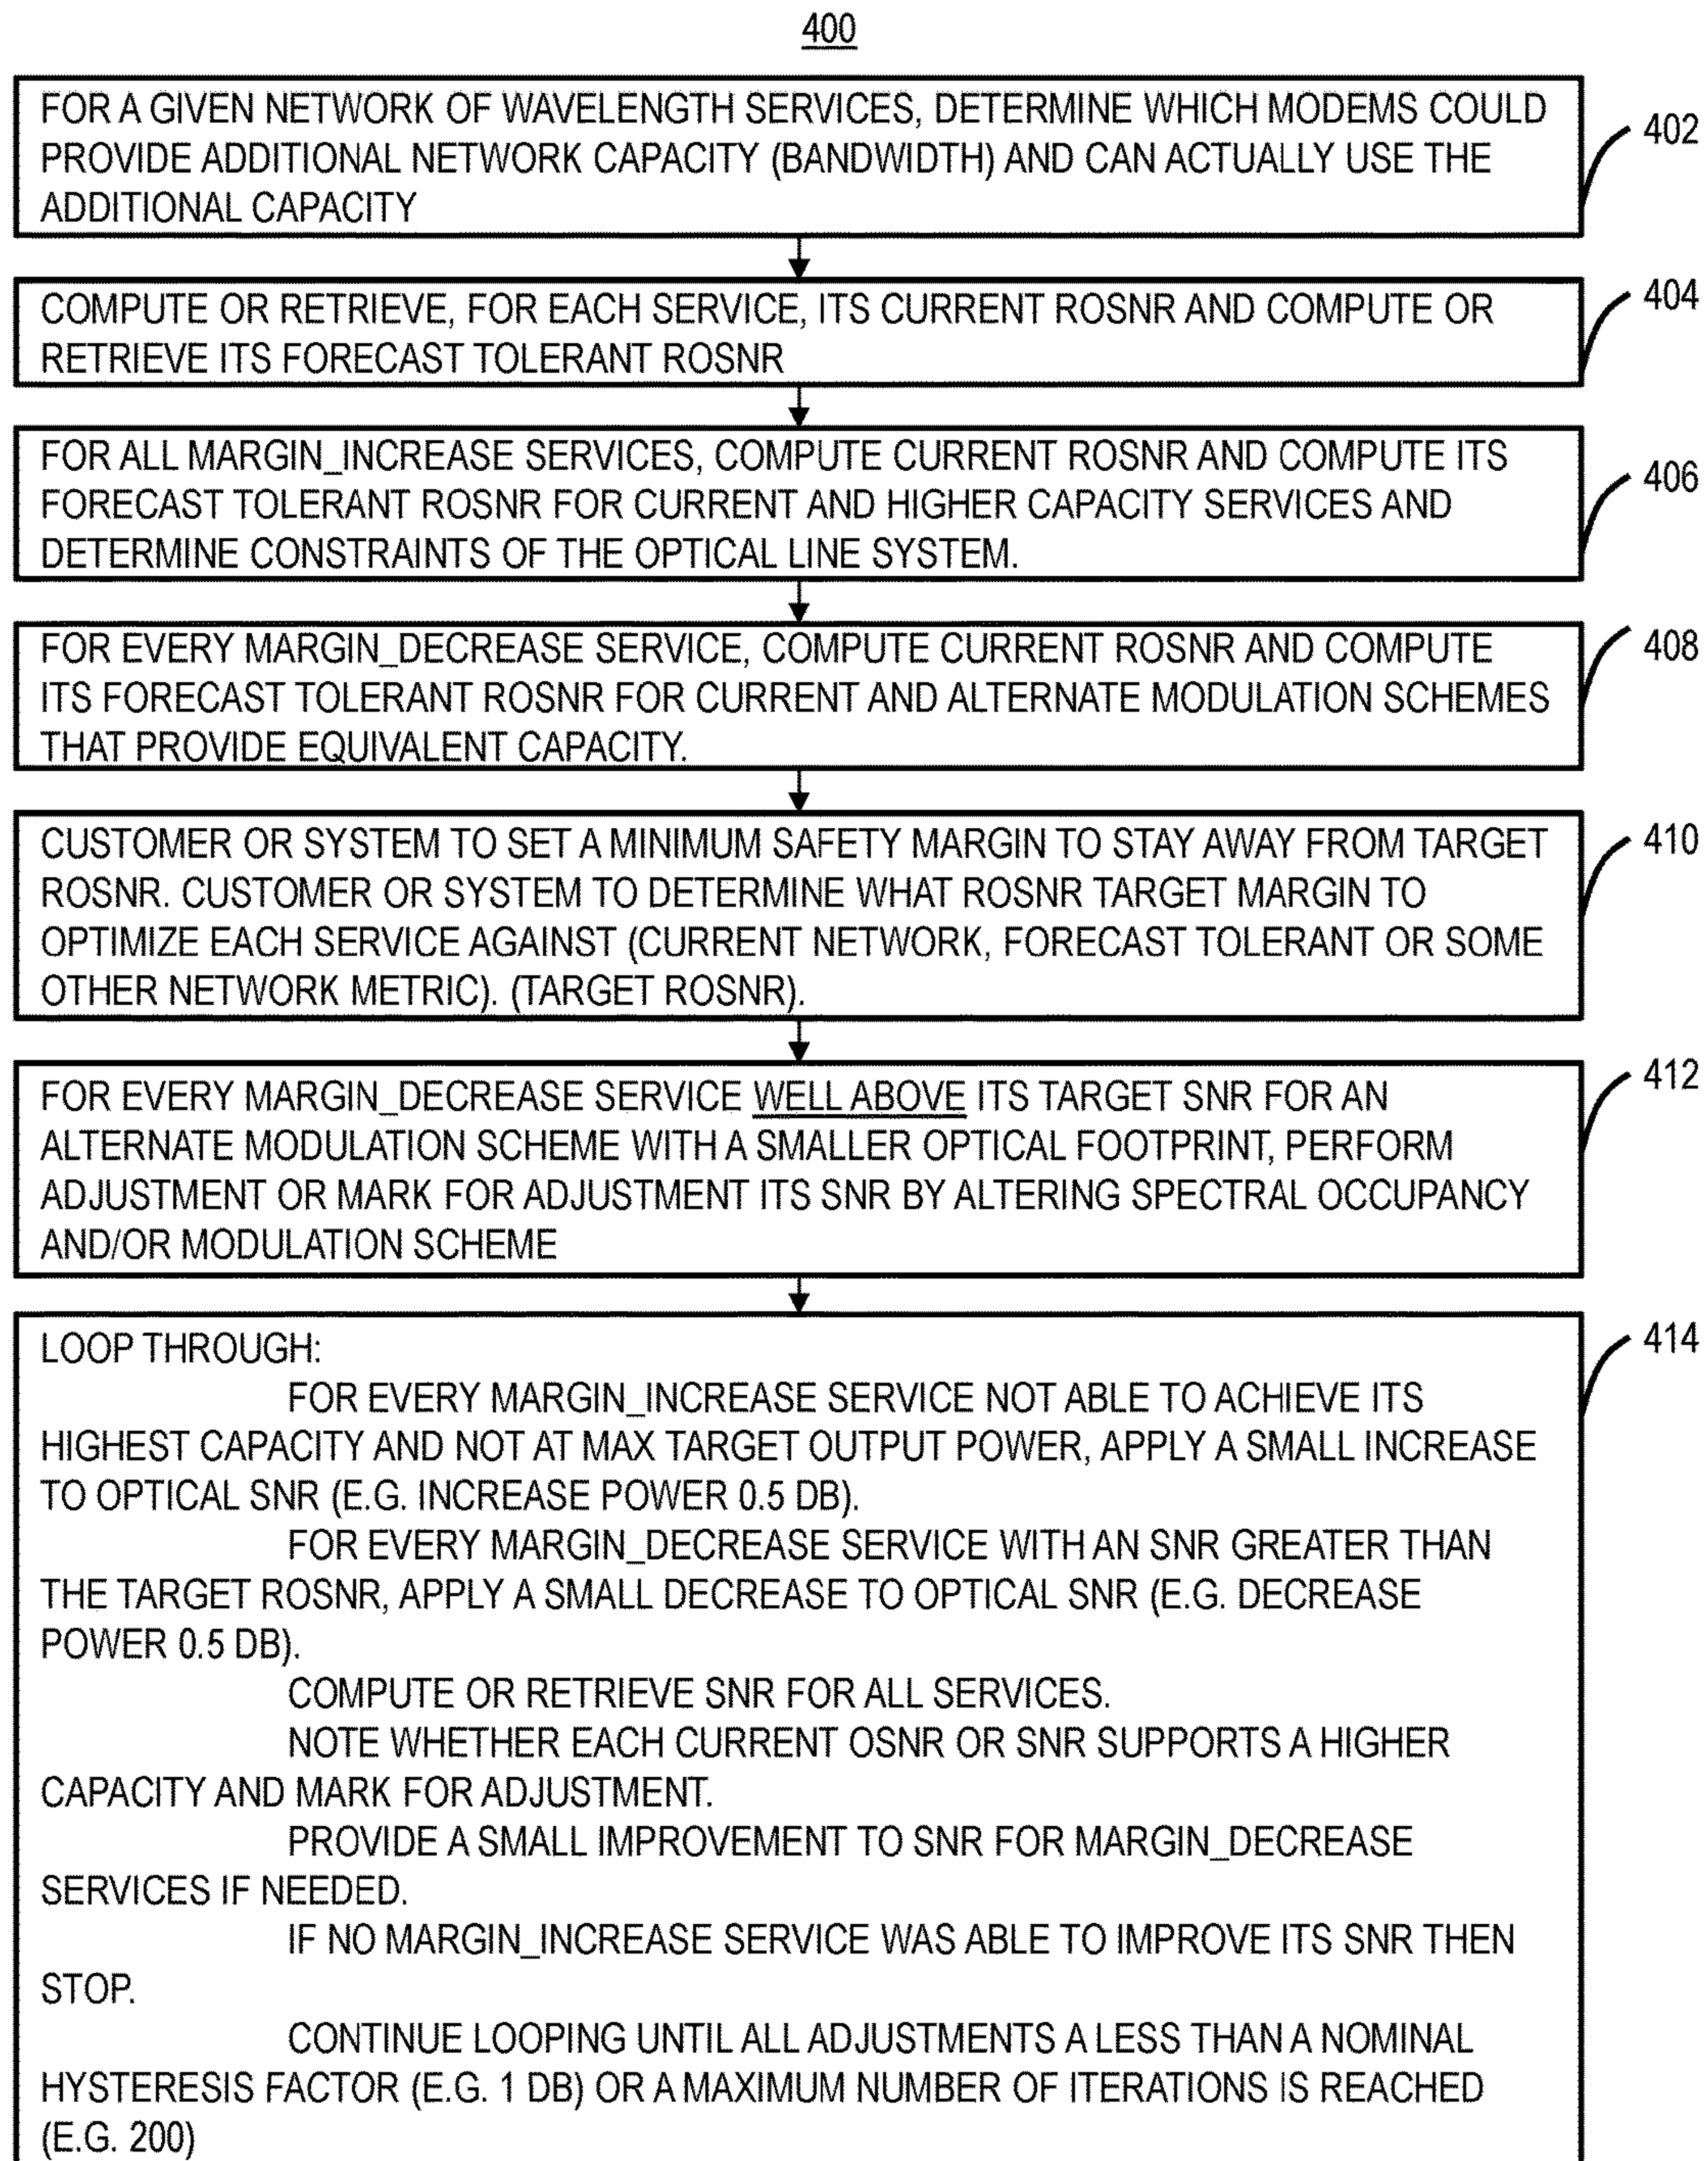 400
FOR A GIVEN NETWORK OF WAVELENGTH SERVICES, DETERMINE WHICH MODEMS COULD
PROVIDE ADDITIONAL NETWORK CAPACITY (BANDWIDTH) AND CAN ACTUALLY USE THE
ADDITIONAL CAPACITY
402
COMPUTE OR RETRIEVE, FOR EACH SERVICE, ITS CURRENT ROSNR AND COMPUTE OR
RETRIEVE ITS FORECAST TOLERANT ROSNR
404
FOR ALL MARGIN_INCREASE SERVICES, COMPUTE CURRENT ROSNR AND COMPUTE ITS
FORECAST TOLERANT ROSNR FOR CURRENT AND HIGHER CAPACITY SERVICES AND
DETERMINE CONSTRAINTS OF THE OPTICAL LINE SYSTEM.
406
FOR EVERY MARGIN_DECREASE SERVICE, COMPUTE CURRENT ROSNR AND COMPUTE
ITS FORECAST TOLERANT ROSNR FOR CURRENT AND ALTERNATE MODULATION SCHEMES
THAT PROVIDE EQUIVALENT CAPACITY.
408
CUSTOMER OR SYSTEM TO SET A MINIMUM SAFETY MARGIN TO STAY AWAY FROM TARGET
ROSNR. CUSTOMER OR SYSTEM TO DETERMINE WHAT ROSNR TARGET MARGIN TO
OPTIMIZE EACH SERVICE AGAINST (CURRENT NETWORK, FORECAST TOLERANT OR SOME
OTHER NETWORK METRIC). (TARGET ROSNR).
410
FOR EVERY MARGIN_DECREASE SERVICE WELL ABOVE ITS TARGET SNR FOR AN
ALTERNATE MODULATION SCHEME WITH A SMALLER OPTICAL FOOTPRINT, PERFORM
ADJUSTMENT OR MARK FOR ADJUSTMENT ITS SNR BY ALTERING SPECTRAL OCCUPANCY
AND/OR MODULATION SCHEME
412
LOOP THROUGH:
FOR EVERY MARGIN_INCREASE SERVICE NOT ABLE TO ACHIEVE ITS
HIGHEST CAPACITY AND NOT AT MAX TARGET OUTPUT POWER, APPLY A SMALL INCREASE
TO OPTICAL SNR (E.G. INCREASE POWER 0.5 DB).
FOR EVERY MARGIN_DECREASE SERVICE WITH AN SNR GREATER THAN
THE TARGET ROSNR, APPLY A SMALL DECREASE TO OPTICAL SNR (E.G. DECREASE
POWER 0.5 DB).
COMPUTE OR RETRIEVE SNR FOR ALL SERVICES.
NOTE WHETHER EACH CURRENT OSNR OR SNR SUPPORTS A HIGHER
CAPACITY AND MARK FOR ADJUSTMENT.
PROVIDE A SMALL IMPROVEMENT TO SNR FOR MARGIN_DECREASE
SERVICES IF NEEDED.
IF NO MARGIN_INCREASE SERVICE WAS ABLE TO IMPROVE ITS SNR THEN
STOP.
CONTINUE LOOPING UNTIL ALL ADJUSTMENTS A LESS THAN A NOMINAL
HYSTERESIS FACTOR (E.G. 1 DB) OR A MAXIMUM NUMBER OF ITERATIONS IS REACHED
(E.G. 200)
414